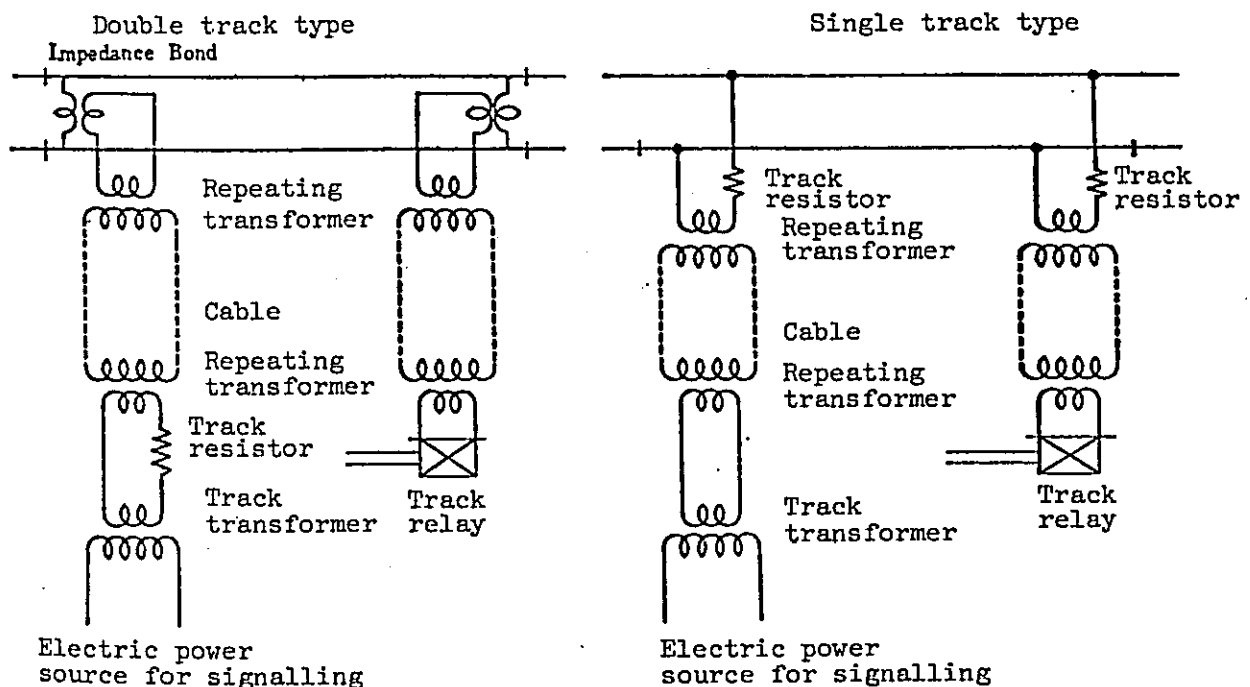 Double track type
Impedance Bond
Repeating
transformer
Cable
Repeating
transformer
Track
resistor
Track
transformer
Track
relay
Electric power
source for signalling
Single track type
Track
resistor
Repeating
transformer
Track
resistor
Cable
Repeating
transformer
Track
transformer
Track
relay
Electric power
source for signalling